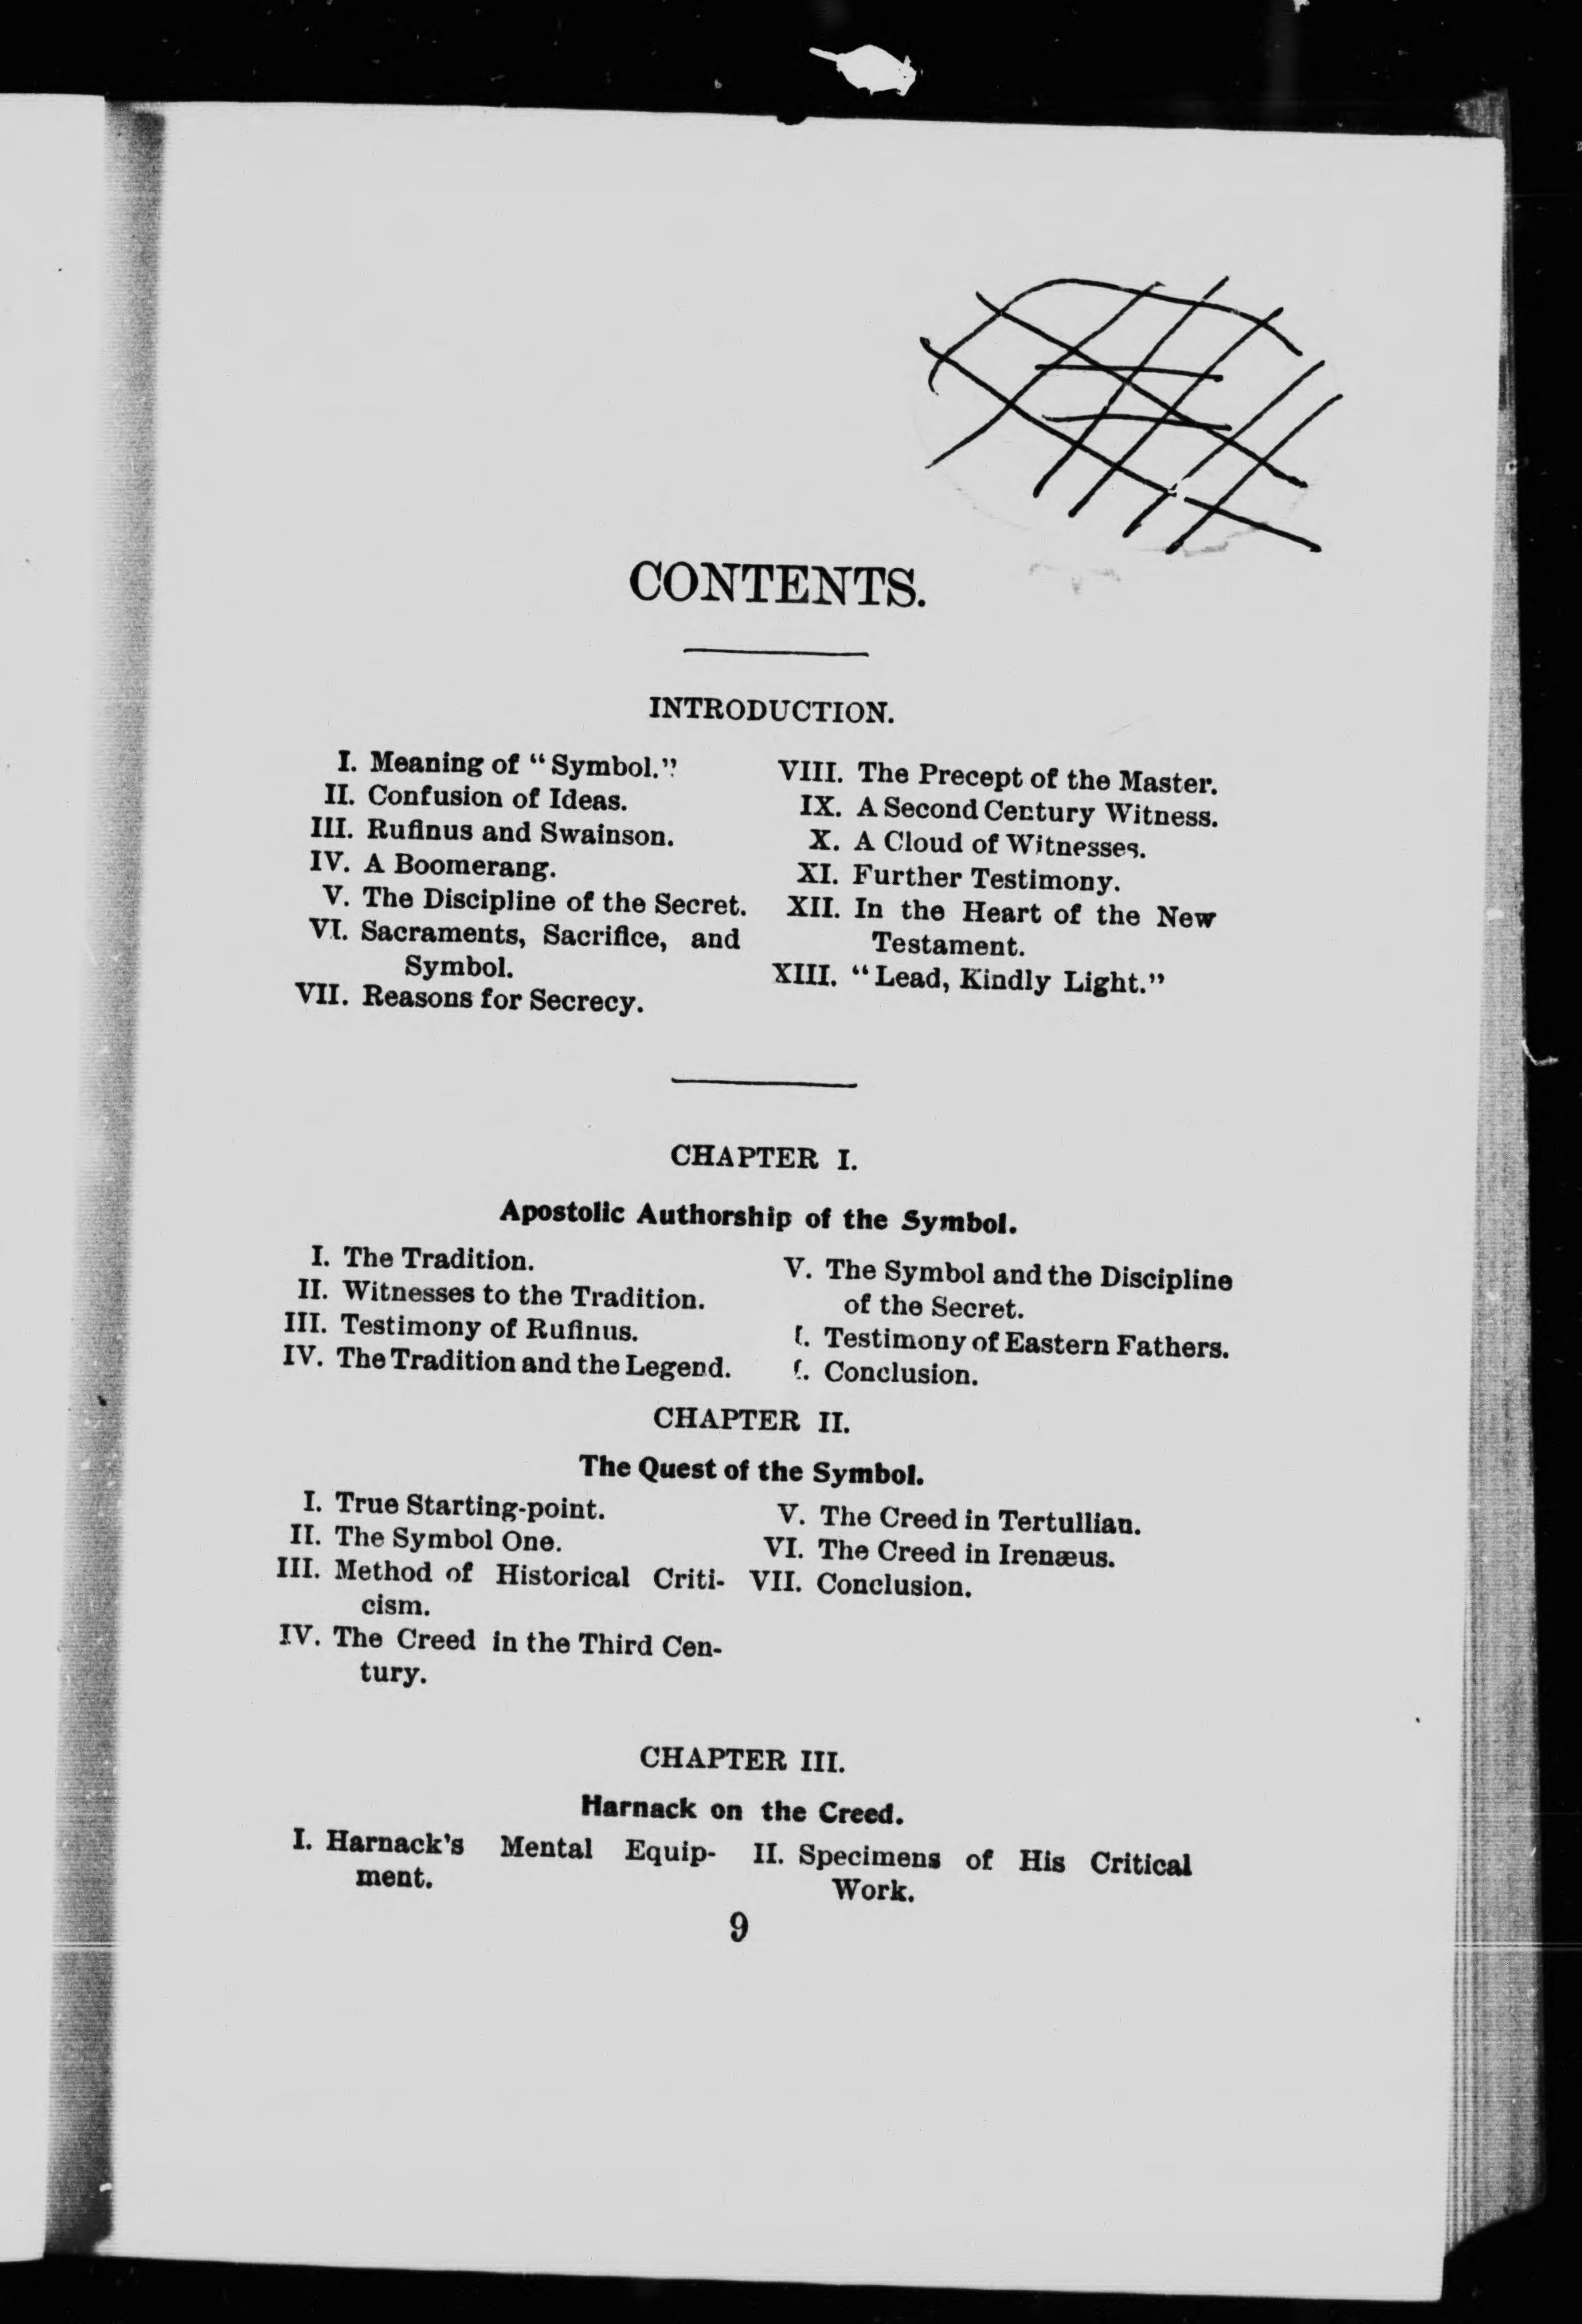 CONTENTS.
INTRODUCTION.
I. Meaning of “Symbol.”
II. Confusion of Ideas.
III. Rufinus and Swainson.
IV. A Boomerang.
V. The Discipline of the Secret.
VI. Sacraments, Sacrifice, and
Symbol.
VII. Reasons for Secrecy.
VIII. The Precept of the Master.
IX. A Second Century Witness.
X. A Cloud of Witnesses.
XI. Further Testimony.
XII. In the Heart of the New
Testament.
XIII. “Lead, Kindly Light.”
CHAPTER I.
Apostolic Authorship of the Symbol.
I. The Tradition.
II. Witnesses to the Tradition.
III. Testimony of Rufinus.
IV. The Tradition and the Legend.
V. The Symbol and the Discipline
of the Secret.
Testimony of Eastern Fathers.
Conclusion.
CHAPTER II.
The Quest of the Symbol.
I. True Starting-point.
II. The Symbol One.
III. Method of Historical Criti-
cism.
IV. The Creed in the Third Cen-
tury.
V. The Creed in Tertullian.
VI. The Creed in Irenæus.
VII. Conclusion.
CHAPTER III.
Harnack on the Creed.
I. Harnack's Mental Equip-
ment.
II. Specimens of His Critical
Work.
9